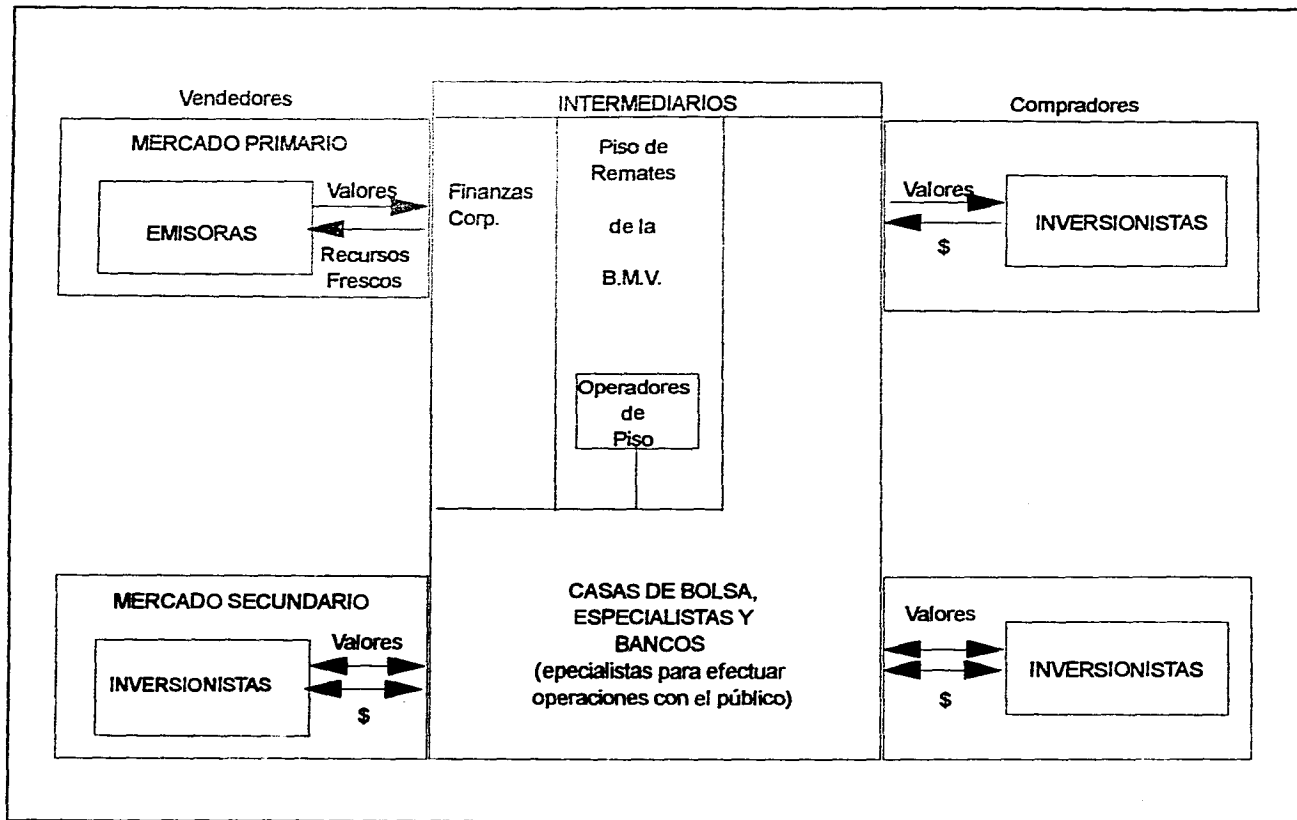 Vendedores
MERCADO PRIMARIO
EMISORAS
Valores
Recursos
Frescos
INTERMEDIARIOS
Finanzas
Corp.
Piso de
Remates
de la
B.M.V.
Operadores
de
Piso
Compradores
Valores
$
INVERSIONISTAS
MERCADO SECUNDARIO
INVERSIONISTAS
Valores
$
CASAS DE BOLSA,
ESPECIALISTAS Y
BANCOS
(epecialistas para efectuar
operaciones con el público)
Valores
$
INVERSIONISTAS